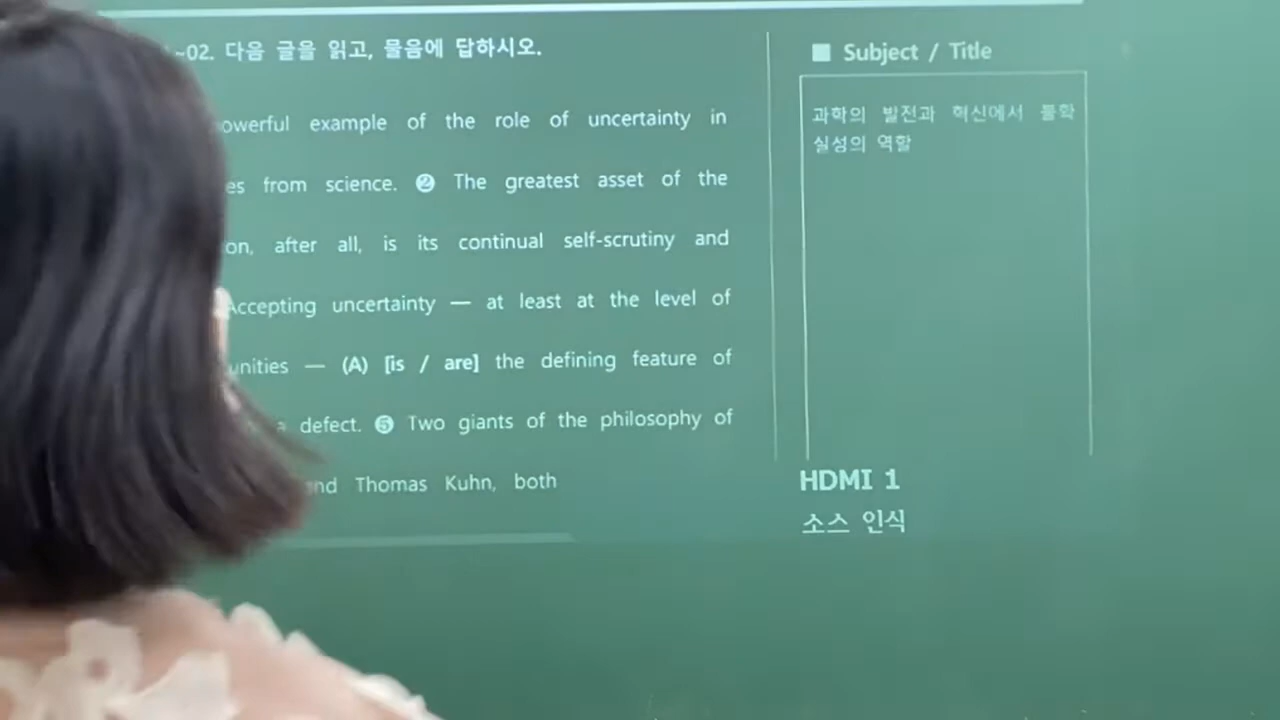 ~02. 다음 글을 읽고, 물음에 답하시오.
owerful example of the role of uncertainty in
es from science. ❷ The greatest asset of the
on, after all, is its continual self-scrutiny and
Accepting uncertainty — at least at the level of
unities — (A) [is / are] the defining feature of
a defect. ❺ Two giants of the philosophy of
and Thomas Kuhn, both
■ Subject / Title
과학의 발전과 혁신에서 불확
실성의 역할
HDMI 1
소스 인식